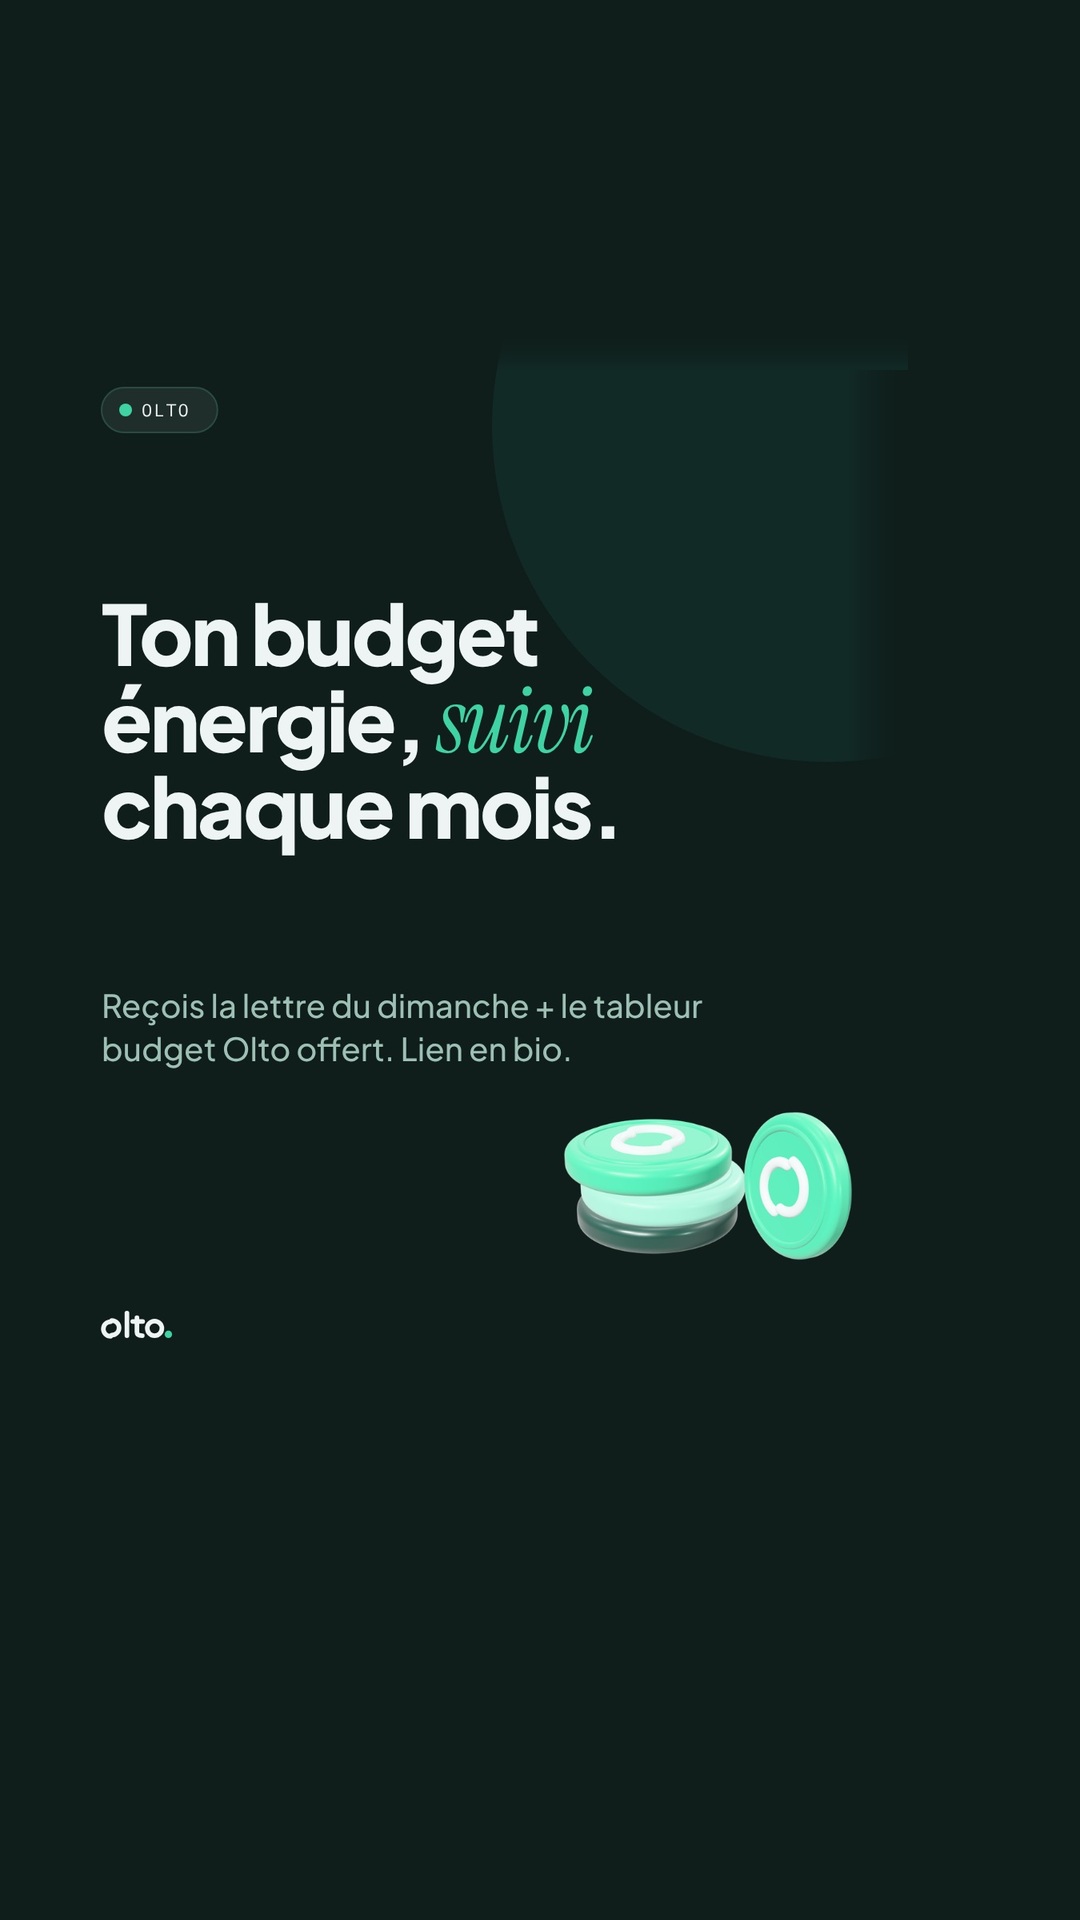 OLTO
Ton budget
énergie, suivi
chaque mois.
Reçois la lettre du dimanche + le tableur
budget Olto offert. Lien en bio.
olto.